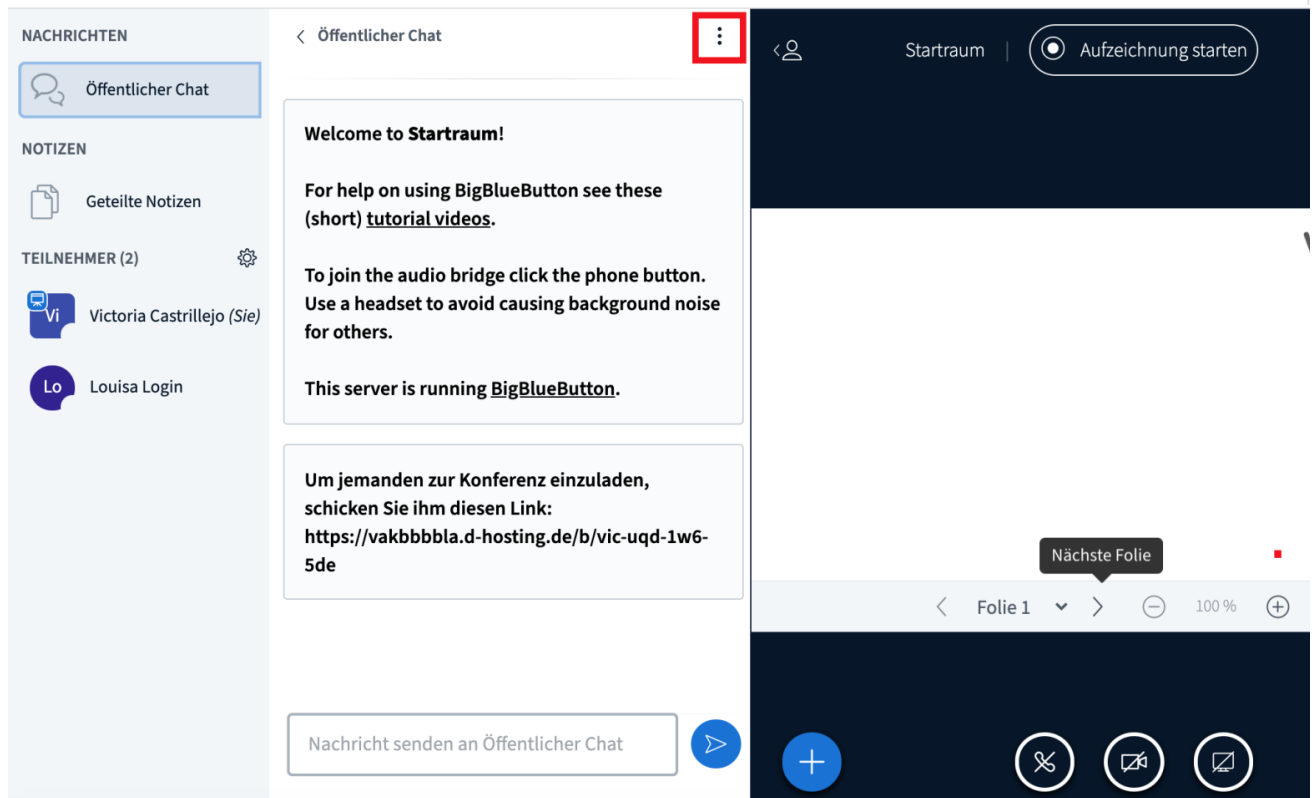 NACHRICHTEN
Öffentlicher Chat
NOTIZEN
Geteilte Notizen
TEILNEHMER (2)
Vi
Victoria Castrillejo (Sie)
Lo
Louisa Login
Öffentlicher Chat
Welcome to Startraum!
For help on using BigBlueButton see these
(short) tutorial videos.
To join the audio bridge click the phone button.
Use a headset to avoid causing background noise
for others.
This server is running BigBlueButton.
Um jemanden zur Konferenz einzuladen,
schicken Sie ihm diesen Link:
https://vakbbbbla.d-hosting.de/b/vic-uqd-1w6-
5de
Nachricht senden an Öffentlicher Chat
Startraum
Aufzeichnung starten
Nächste Folie
Folie 1
100 %